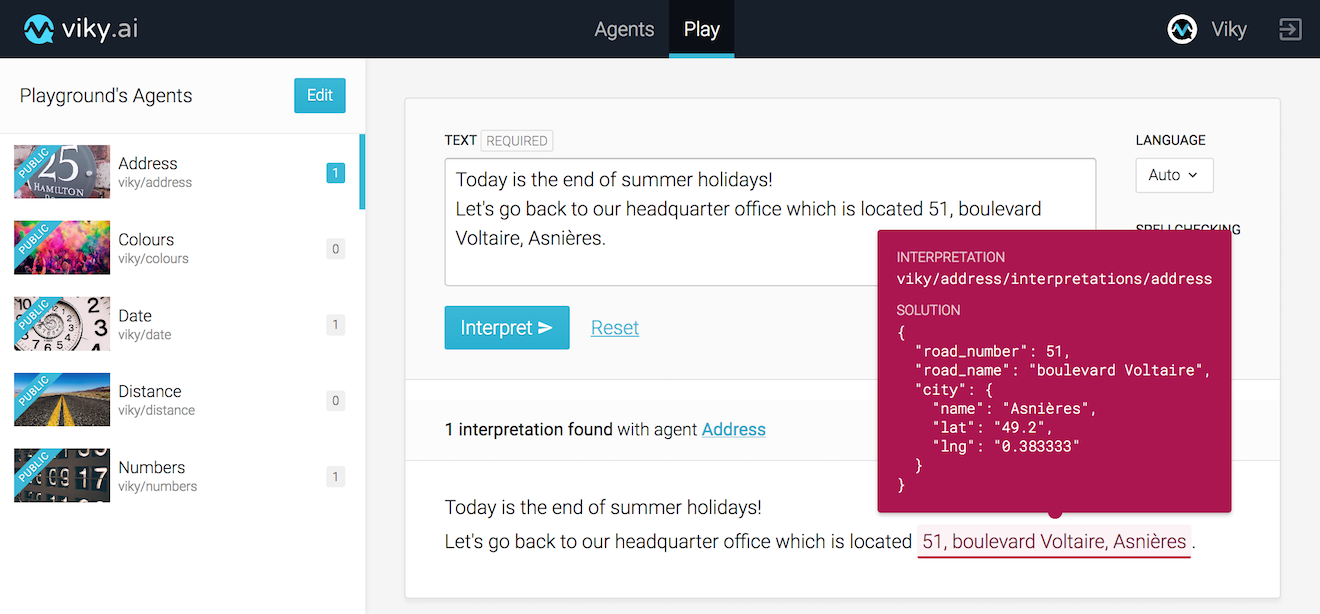 viky.ai
Agents
Play
Viky
Playground's Agents
Edit
PUBLIC
25
HAMILTON
Address
viky/address
1
PUBLIC
Colours
viky/colours
0
PUBLIC
Date
viky/date
1
PUBLIC
Distance
viky/distance
0
PUBLIC
Numbers
viky/numbers
1
TEXT REQUIRED
Today is the end of summer holidays!
Let's go back to our headquarter office which is located 51, boulevard
Voltaire, Asnières.
LANGUAGE
Auto
SPELLCHECKING
Interpret
Reset
INTERPRETATION
viky/address/interpretations/address
SOLUTION
{
"road_number": 51,
"road_name": "boulevard Voltaire",
"city": {
"name": "Asnières",
"lat": "49.2",
"lng": "0.383333"
}
}
1 interpretation found with agent Address
Today is the end of summer holidays!
Let's go back to our headquarter office which is located 51, boulevard Voltaire, Asnières.